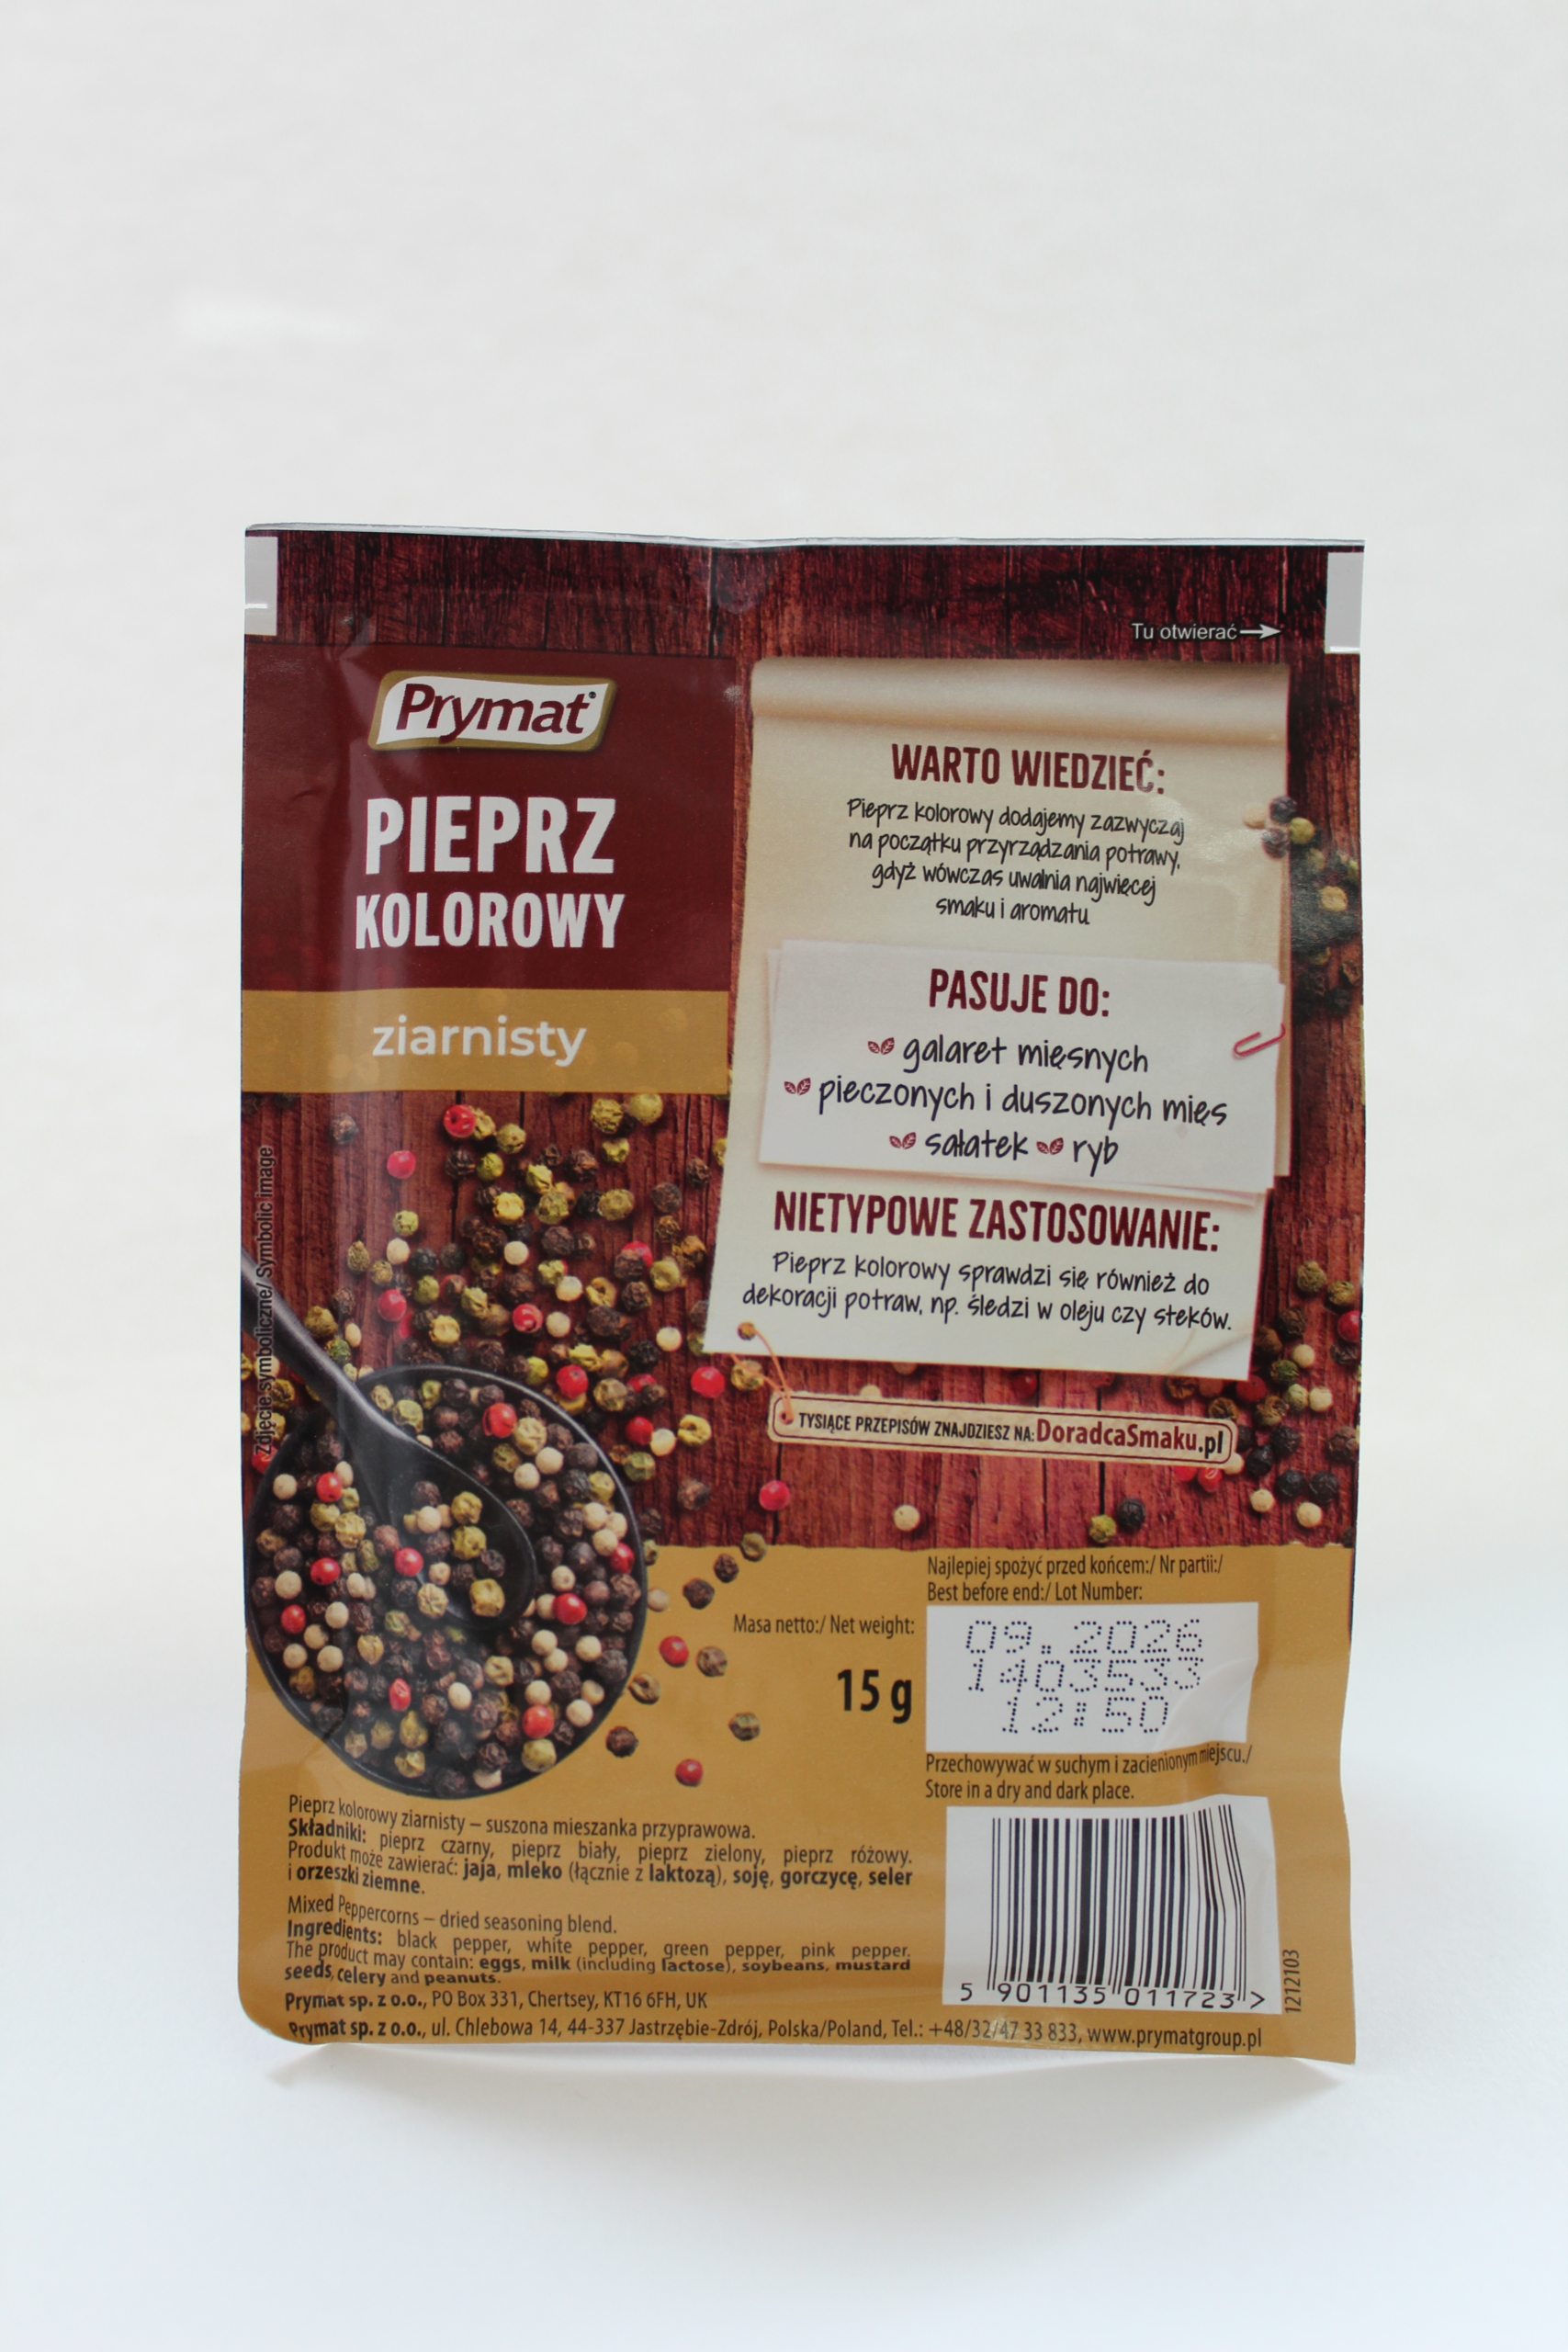 Tu otwierać
Prymat®
PIEPRZ
KOLOROWY
ziarnisty
WARTO WIEDZIEĆ:
Pieprz kolorowy dodajemy zazwyczaj
na początku przyrządzania potrawy,
gdyż wówczas uwalnia najwięcej
smaku i aromatu
PASUJE DO:
galaret mięsnych
pieczonych i duszonych mięs
sałatek ryb
NIETYPOWE ZASTOSOWANIE:
Pieprz kolorowy sprawdzi się również do
dekoracji potraw, np. śledzi w oleju czy steków.
TYSIĄCE PRZEPISÓW ZNAJDZIESZ NA: DoradcaSmaku.pl
Zdjęcie symboliczne/ Symbolic image
Najlepiej spożyć przed końcem:/ Nr partii:/
Best before end:/ Lot Number:
Masa netto:/ Net weight:
15 g
09.2026
1403533
12:50
Przechowywać w suchym i zacienionym miejscu./
Store in a dry and dark place.
Pieprz kolorowy ziarnisty – suszona mieszanka przyprawowa.
Składniki: pieprz czarny, pieprz biały, pieprz zielony, pieprz różowy.
Produkt może zawierać: jaja, mleko (łącznie z laktozą), soję, gorczycę, seler
i orzeszki ziemne.
Mixed Peppercorns – dried seasoning blend.
Ingredients: black pepper, white pepper, green pepper, pink pepper.
The product may contain: eggs, milk (including lactose), soybeans, mustard
seeds, celery and peanuts.
Prymat sp. z o.o., PO Box 331, Chertsey, KT16 6FH, UK
Prymat sp. z o.o., ul. Chlebowa 14, 44-337 Jastrzębie-Zdrój, Polska/Poland, Tel.: +48/32/47 33 833, www.prymatgroup.pl
5 901135 011723 >
1212103